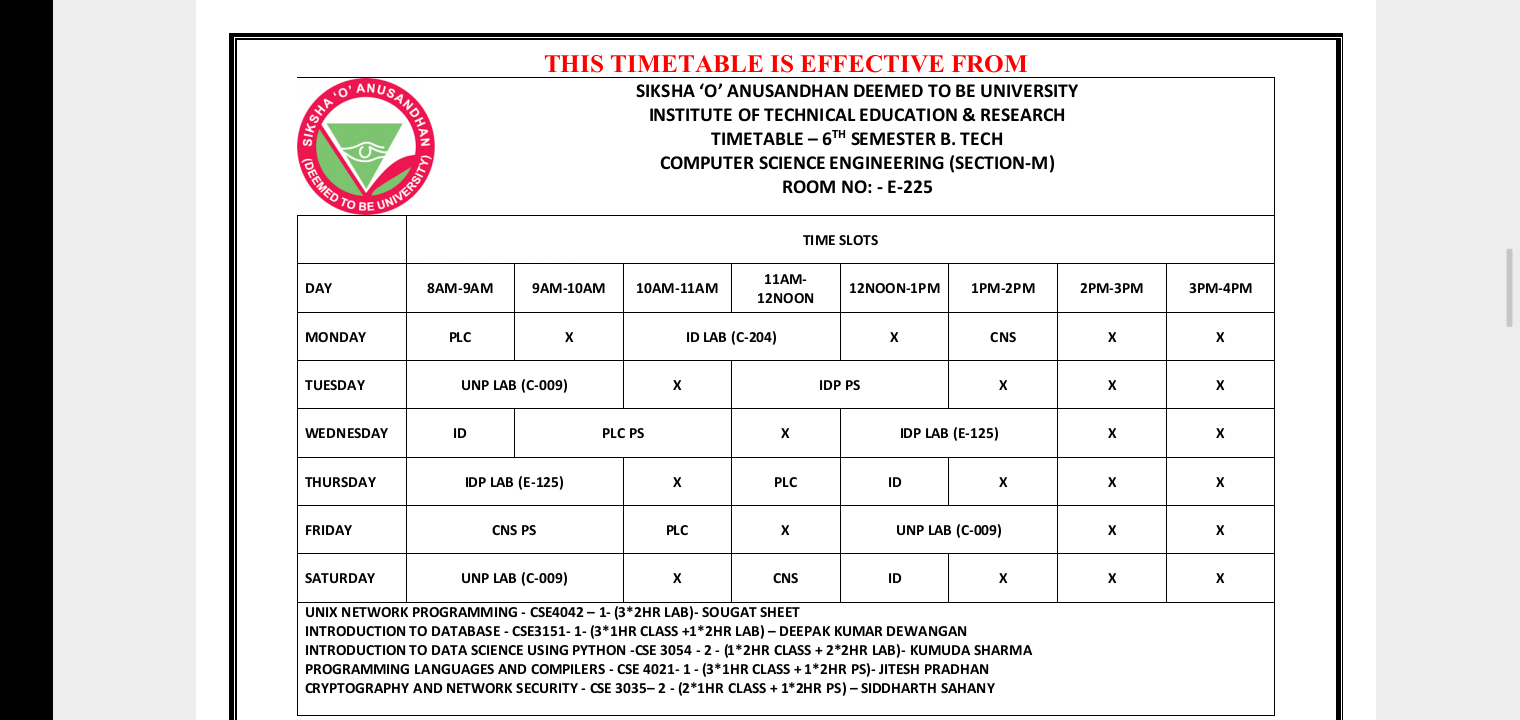 THIS TIMETABLE IS EFFECTIVE FROM
SIKSHA 'O' ANUSANDHAN
(DEEMED TO BE UNIVERSITY)
SIKSHA ‘O’ ANUSANDHAN DEEMED TO BE UNIVERSITY
INSTITUTE OF TECHNICAL EDUCATION & RESEARCH
TIMETABLE – 6TH SEMESTER B. TECH
COMPUTER SCIENCE ENGINEERING (SECTION-M)
ROOM NO: - E-225
TIME SLOTS
DAY 8AM-9AM 9AM-10AM 10AM-11AM 11AM-12NOON 12NOON-1PM 1PM-2PM 2PM-3PM 3PM-4PM
MONDAY PLC X ID LAB (C-204) X CNS X X
TUESDAY UNP LAB (C-009) X IDP PS X X X
WEDNESDAY ID PLC PS X IDP LAB (E-125) X X
THURSDAY IDP LAB (E-125) X PLC ID X X X
FRIDAY CNS PS PLC X UNP LAB (C-009) X X
SATURDAY UNP LAB (C-009) X CNS ID X X X
UNIX NETWORK PROGRAMMING - CSE4042 – 1- (3*2HR LAB)- SOUGAT SHEET
INTRODUCTION TO DATABASE - CSE3151- 1- (3*1HR CLASS +1*2HR LAB) – DEEPAK KUMAR DEWANGAN
INTRODUCTION TO DATA SCIENCE USING PYTHON -CSE 3054 - 2 - (1*2HR CLASS + 2*2HR LAB)- KUMUDA SHARMA
PROGRAMMING LANGUAGES AND COMPILERS - CSE 4021- 1 - (3*1HR CLASS + 1*2HR PS)- JITESH PRADHAN
CRYPTOGRAPHY AND NETWORK SECURITY - CSE 3035– 2 - (2*1HR CLASS + 1*2HR PS) – SIDDHARTH SAHANY